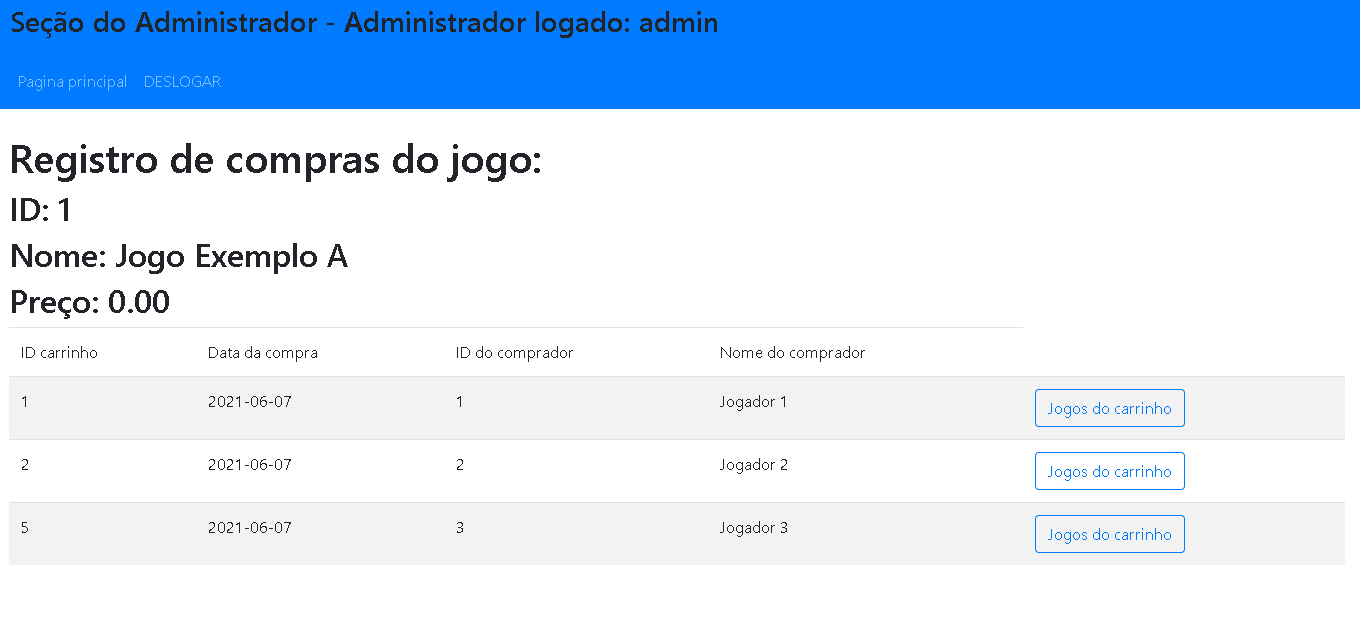 Seção do Administrador - Administrador logado: admin
Pagina principal DESLOGAR
Registro de compras do jogo:
ID: 1
Nome: Jogo Exemplo A
Preço: 0.00
ID carrinho Data da compra ID do comprador Nome do comprador
1 2021-06-07 1 Jogador 1 Jogos do carrinho
2 2021-06-07 2 Jogador 2 Jogos do carrinho
5 2021-06-07 3 Jogador 3 Jogos do carrinho